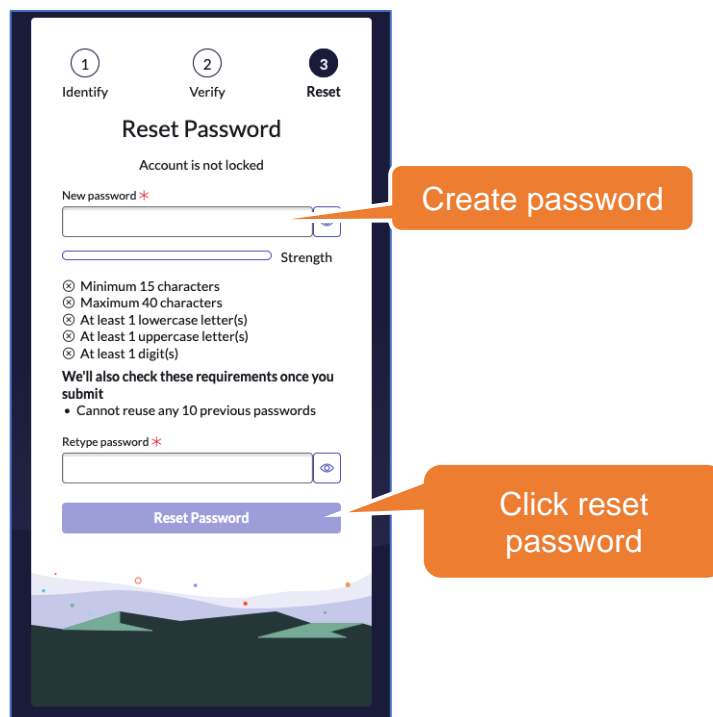 1 2 3
Identify Verify Reset
Reset Password
Account is not locked
New password *
Create password
Strength
Minimum 15 characters
Maximum 40 characters
At least 1 lowercase letter(s)
At least 1 uppercase letter(s)
At least 1 digit(s)
We'll also check these requirements once you
submit
• Cannot reuse any 10 previous passwords
Retype password *
Reset Password
Click reset
password